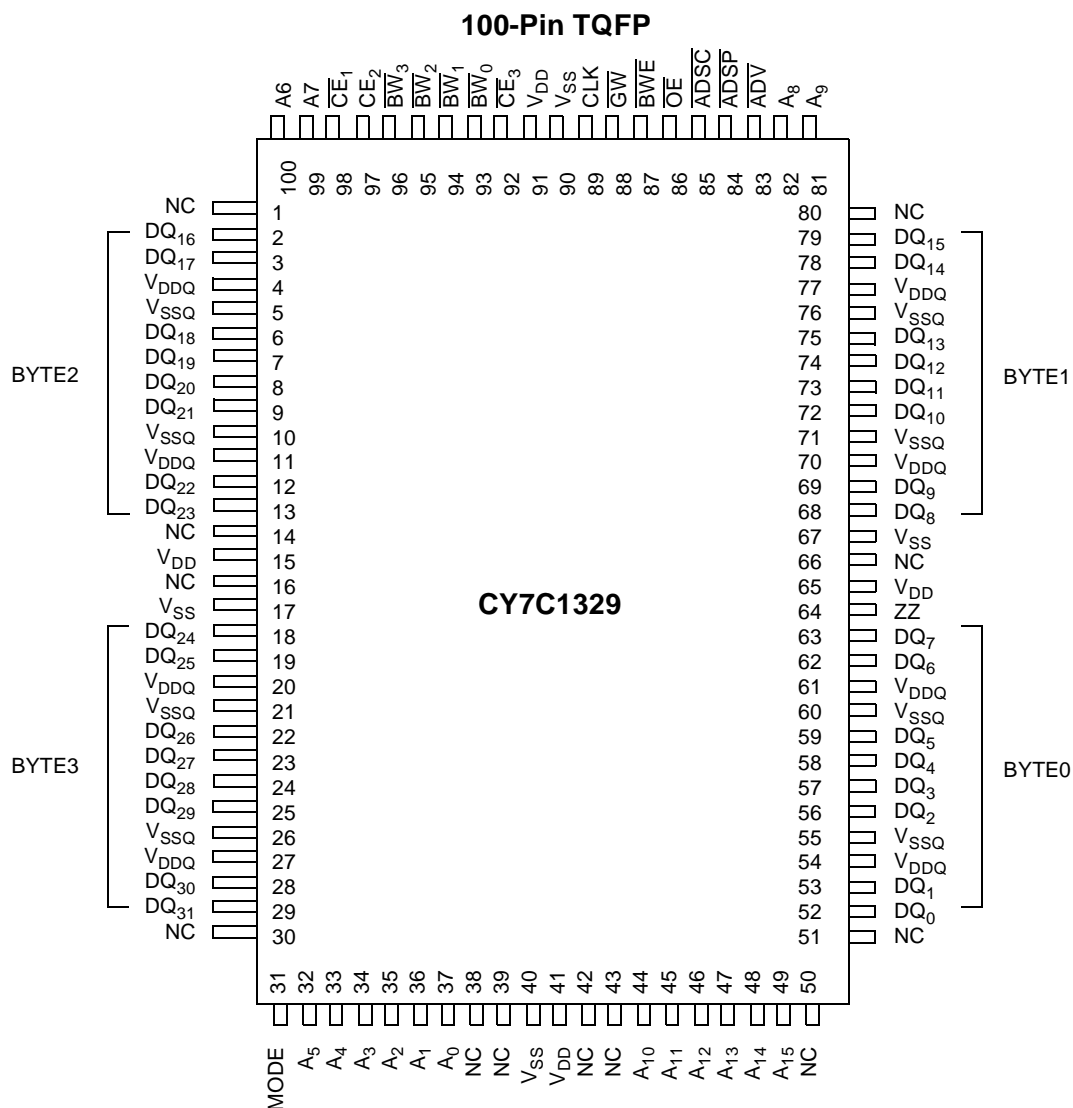 100-Pin TQFP
A6 A7 CE1 CE2 BW3 BW2 BW1 BW0 CE3 VDD VSS CLK GW BWE OE ADSC ADSP ADV A8 A9
100 99 98 97 96 95 94 93 92 91 90 89 88 87 86 85 84 83 82 81
NC 1 80 NC
DQ16 2 79 DQ15
DQ17 3 78 DQ14
VDDQ 4 77 VDDQ
VSSQ 5 76 VSSQ
DQ18 6 75 DQ13
DQ19 7 74 DQ12
BYTE2 DQ20 8 73 DQ11 BYTE1
DQ21 9 72 DQ10
VSSQ 10 71 VSSQ
VDDQ 11 70 VDDQ
DQ22 12 69 DQ9
DQ23 13 68 DQ8
NC 14 67 VSS
VDD 15 66 NC
NC 16 65 VDD
VSS 17 CY7C1329 64 ZZ
DQ24 18 63 DQ7
DQ25 19 62 DQ6
VDDQ 20 61 VDDQ
VSSQ 21 60 VSSQ
DQ26 22 59 DQ5
BYTE3 DQ27 23 58 DQ4 BYTE0
DQ28 24 57 DQ3
DQ29 25 56 DQ2
VSSQ 26 55 VSSQ
VDDQ 27 54 VDDQ
DQ30 28 53 DQ1
DQ31 29 52 DQ0
NC 30 51 NC
31 32 33 34 35 36 37 38 39 40 41 42 43 44 45 46 47 48 49 50
MODE A5 A4 A3 A2 A1 A0 NC NC VSS VDD NC NC A10 A11 A12 A13 A14 A15 NC